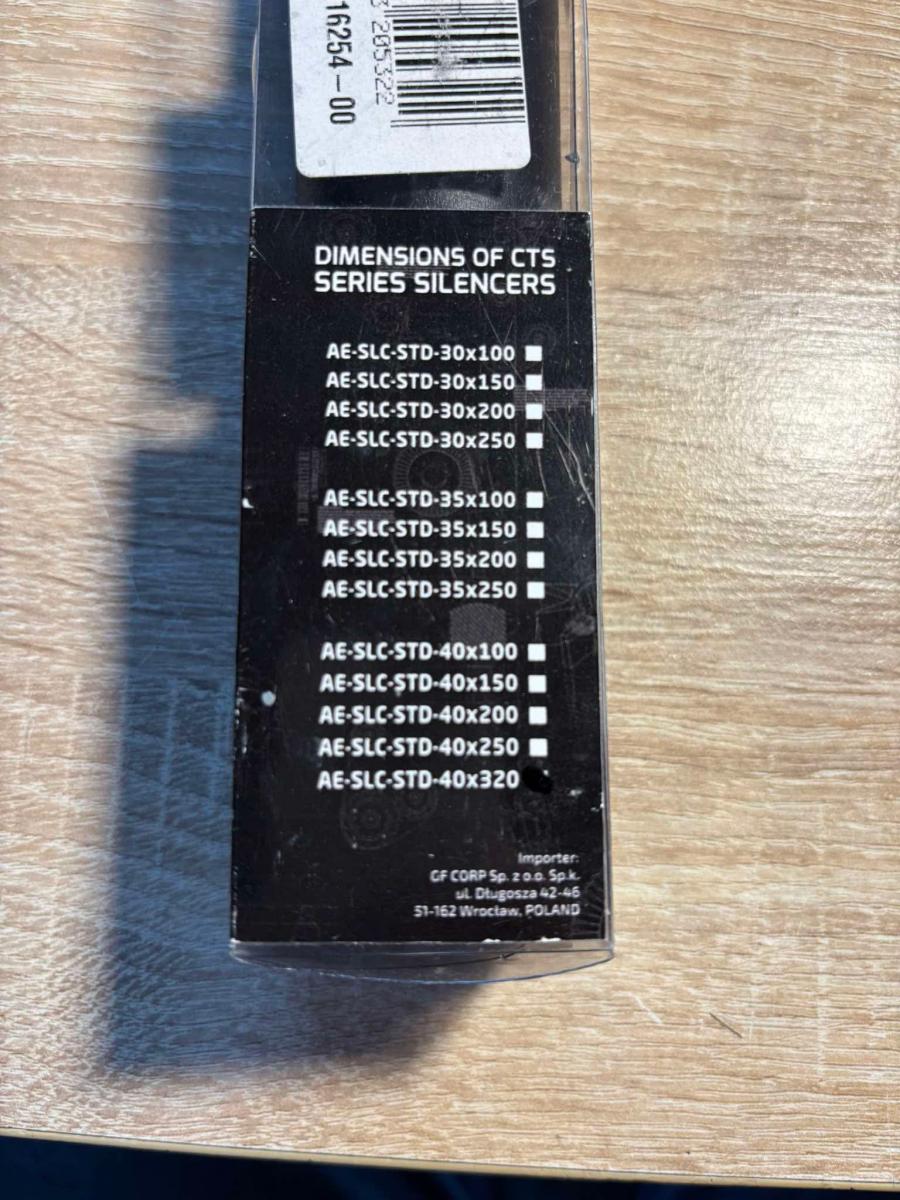 16254-00
205322
DIMENSIONS OF CTS
SERIES SILENCERS
AE-SLC-STD-30x100
AE-SLC-STD-30x150
AE-SLC-STD-30x200
AE-SLC-STD-30x250
AE-SLC-STD-35x100
AE-SLC-STD-35x150
AE-SLC-STD-35x200
AE-SLC-STD-35x250
AE-SLC-STD-40x100
AE-SLC-STD-40x150
AE-SLC-STD-40x200
AE-SLC-STD-40x250
AE-SLC-STD-40x320
Importer:
GF CORP Sp. z o.o. Sp.k.
ul. Długosza 42-46
51-162 Wrocław, POLAND